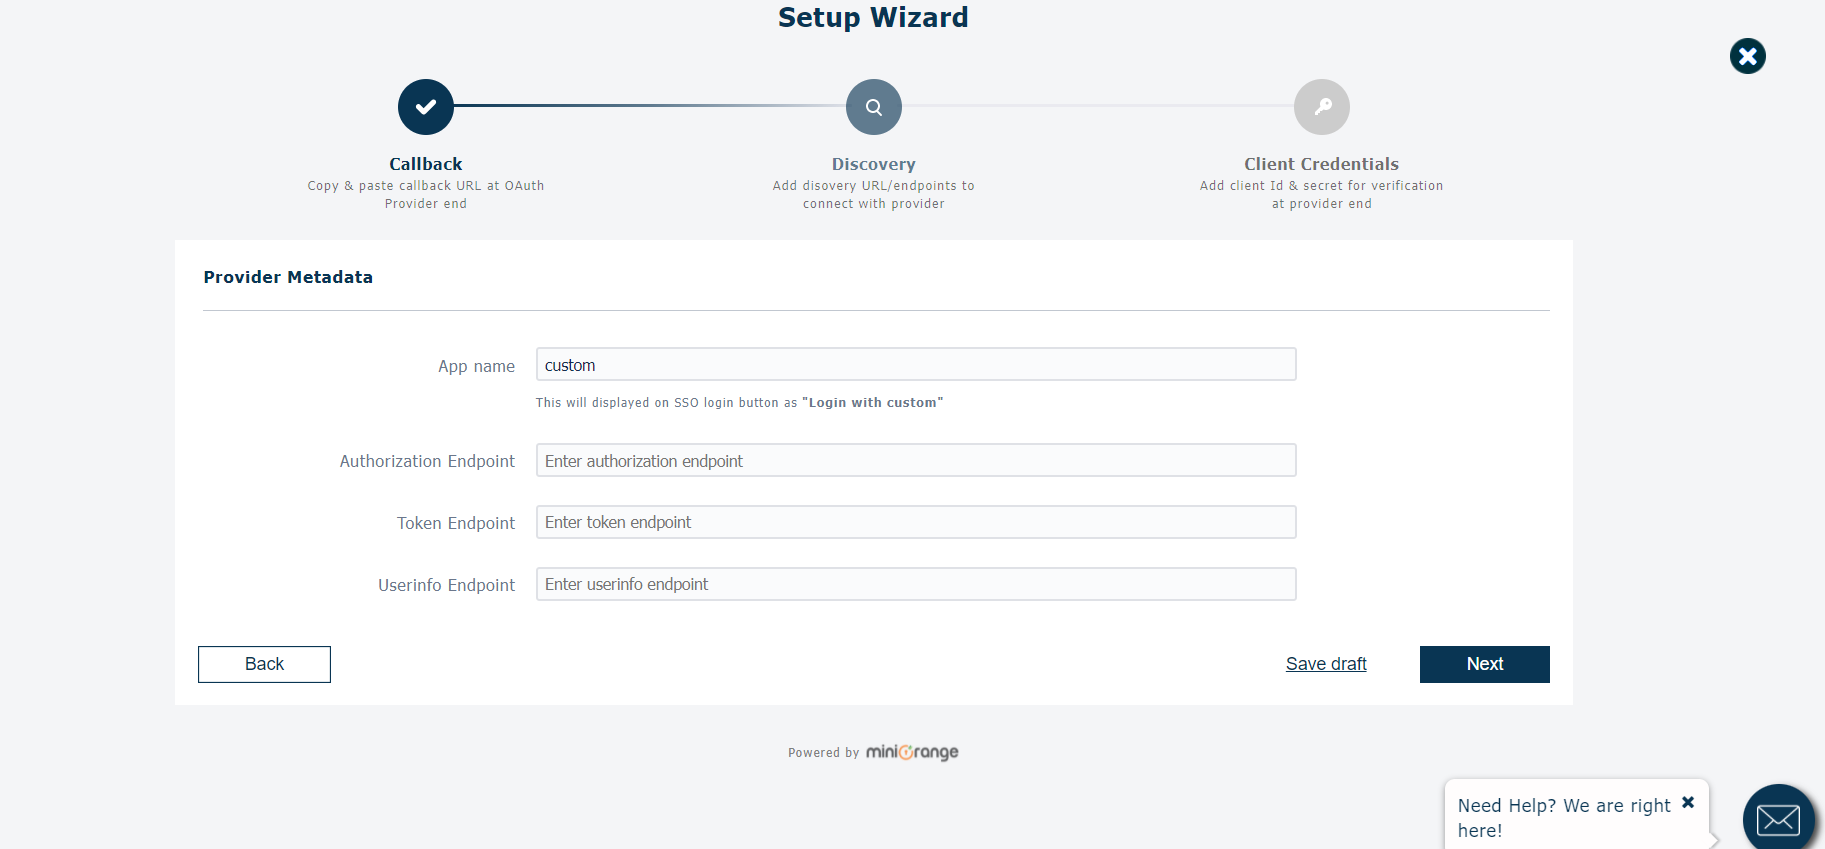 Setup Wizard
Callback
Copy & paste callback URL at OAuth
Provider end
Discovery
Add disovery URL/endpoints to
connect with provider
Client Credentials
Add client Id & secret for verification
at provider end
Provider Metadata
App name
custom
This will displayed on SSO login button as "Login with custom"
Authorization Endpoint
Enter authorization endpoint
Token Endpoint
Enter token endpoint
Userinfo Endpoint
Enter userinfo endpoint
Back
Save draft
Next
Powered by miniOrange
Need Help? We are right
here!